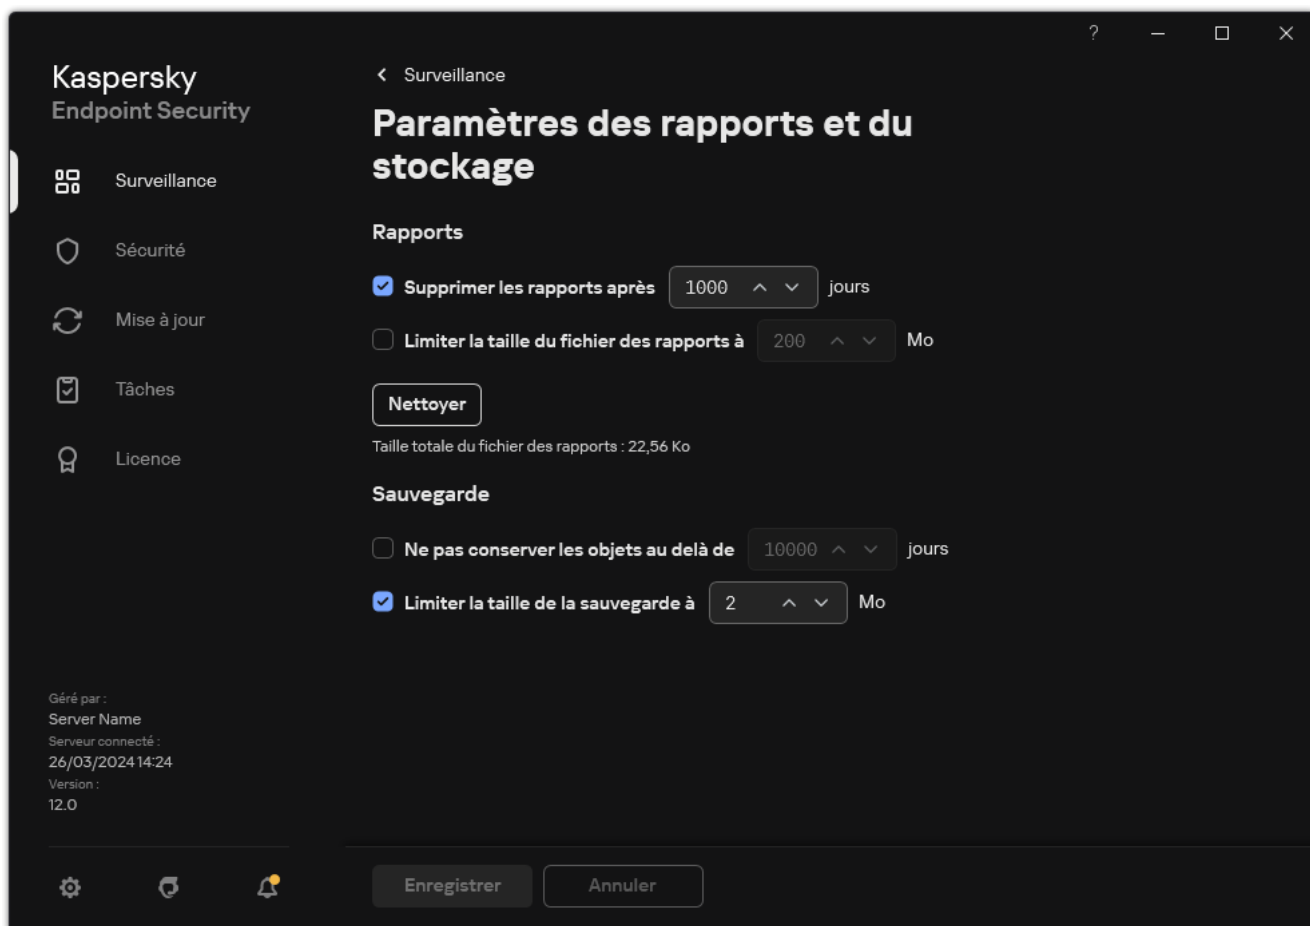 ?
Kaspersky
Endpoint Security
Surveillance
Sécurité
Mise à jour
Tâches
Licence
Géré par :
Server Name
Serveur connecté :
26/03/2024 14:24
Version :
12.0
Surveillance
Paramètres des rapports et du
stockage
Rapports
Supprimer les rapports après 1000 jours
Limiter la taille du fichier des rapports à 200 Mo
Nettoyer
Taille totale du fichier des rapports : 22,56 Ko
Sauvegarde
Ne pas conserver les objets au delà de 10000 jours
Limiter la taille de la sauvegarde à 2 Mo
Enregistrer Annuler